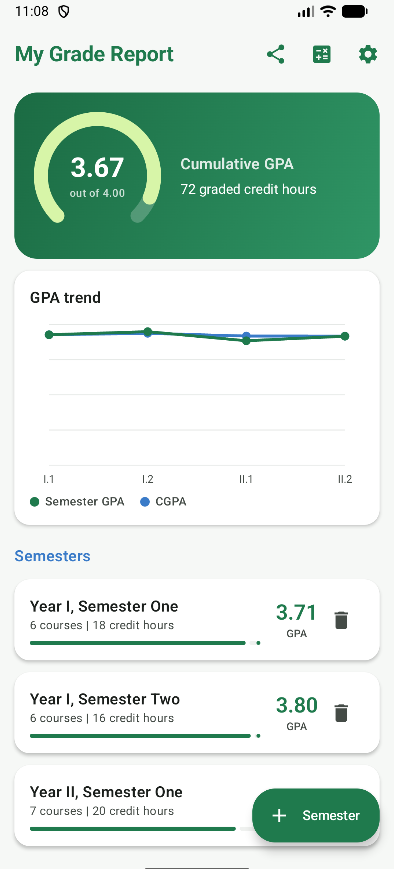 11:08
My Grade Report
3.67
out of 4.00
Cumulative GPA
72 graded credit hours
GPA trend
I.1 I.2 II.1 II.2
Semester GPA CGPA
Semesters
Year I, Semester One
6 courses | 18 credit hours
3.71
GPA
Year I, Semester Two
6 courses | 16 credit hours
3.80
GPA
Year II, Semester One
7 courses | 20 credit hours
+ Semester